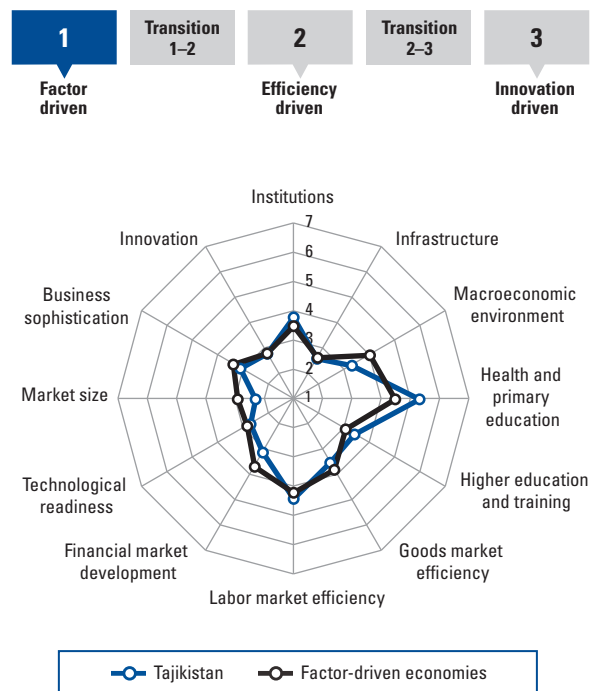 1
Transition
1–2
2
Transition
2–3
3
Factor
driven
Efficiency
driven
Innovation
driven
Institutions
7
Innovation
6
Infrastructure
5
Business
sophistication
4
Macroeconomic
environment
3
2
Market size
1
Health and
primary
education
Technological
readiness
Higher education
and training
Financial market
development
Goods market
efficiency
Labor market efficiency
Tajikistan
Factor-driven economies